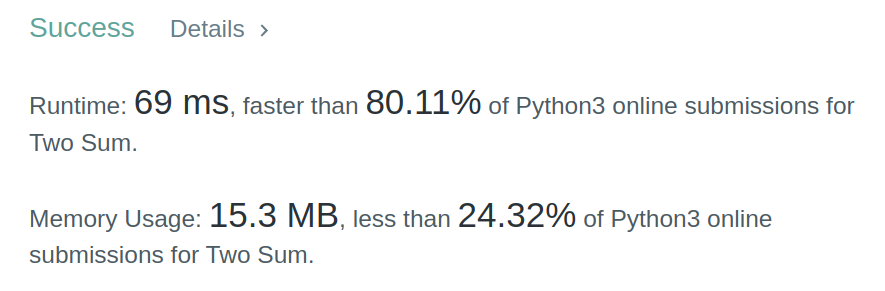 Success Details >
Runtime: 69 ms, faster than 80.11% of Python3 online submissions for
Two Sum.
Memory Usage: 15.3 MB, less than 24.32% of Python3 online
submissions for Two Sum.